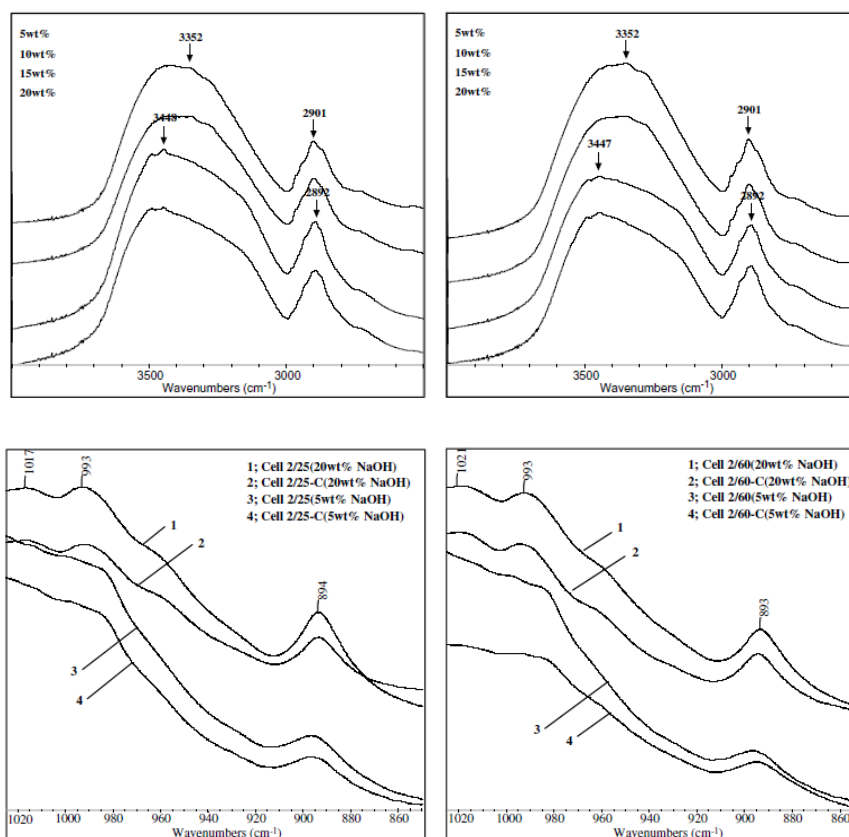 5wt%
10wt%
15wt%
20wt%
3352
3448
2901
2892
3500
3000
Wavenumbers (cm-1)
5wt%
10wt%
15wt%
20wt%
3352
3447
2901
2892
3500
3000
Wavenumbers (cm-1)
1017
993
1; Cell 2/25(20wt% NaOH)
2; Cell 2/25-C(20wt% NaOH)
3; Cell 2/25(5wt% NaOH)
4; Cell 2/25-C(5wt% NaOH)
1
2
894
3
4
1020 1000 980 960 940 920 900 880 860
Wavenumbers (cm-1)
1021
993
1; Cell 2/60(20wt% NaOH)
2; Cell 2/60-C(20wt% NaOH)
3; Cell 2/60(5wt% NaOH)
4; Cell 2/60-C(5wt% NaOH)
1
2
893
3
4
1020 1000 980 960 940 920 900 880 860
Wavenumbers (cm-1)